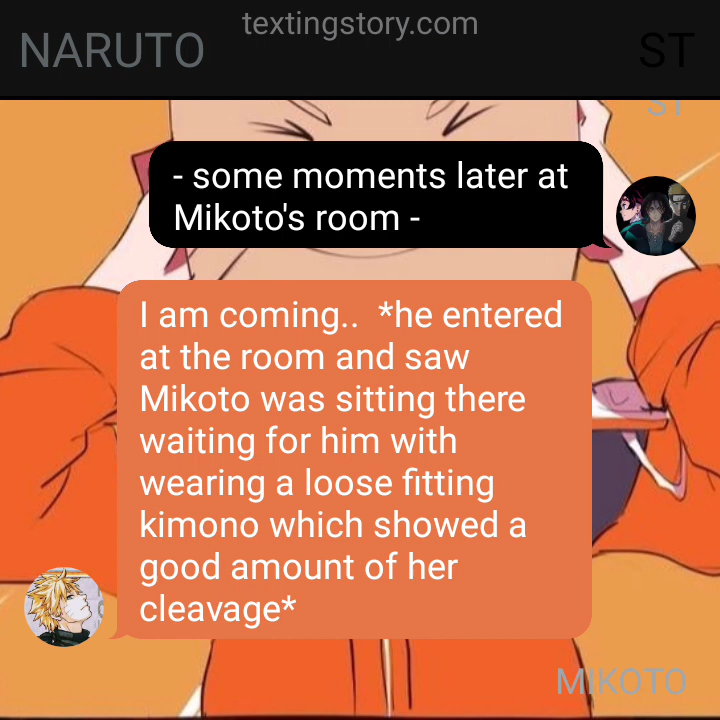 textingstory.com
NARUTO
ST
ST
- some moments later at
Mikoto's room -
I am coming..  *he entered
at the room and saw
Mikoto was sitting there
waiting for him with
wearing a loose fitting
kimono which showed a
good amount of her
cleavage*
MIKOTO